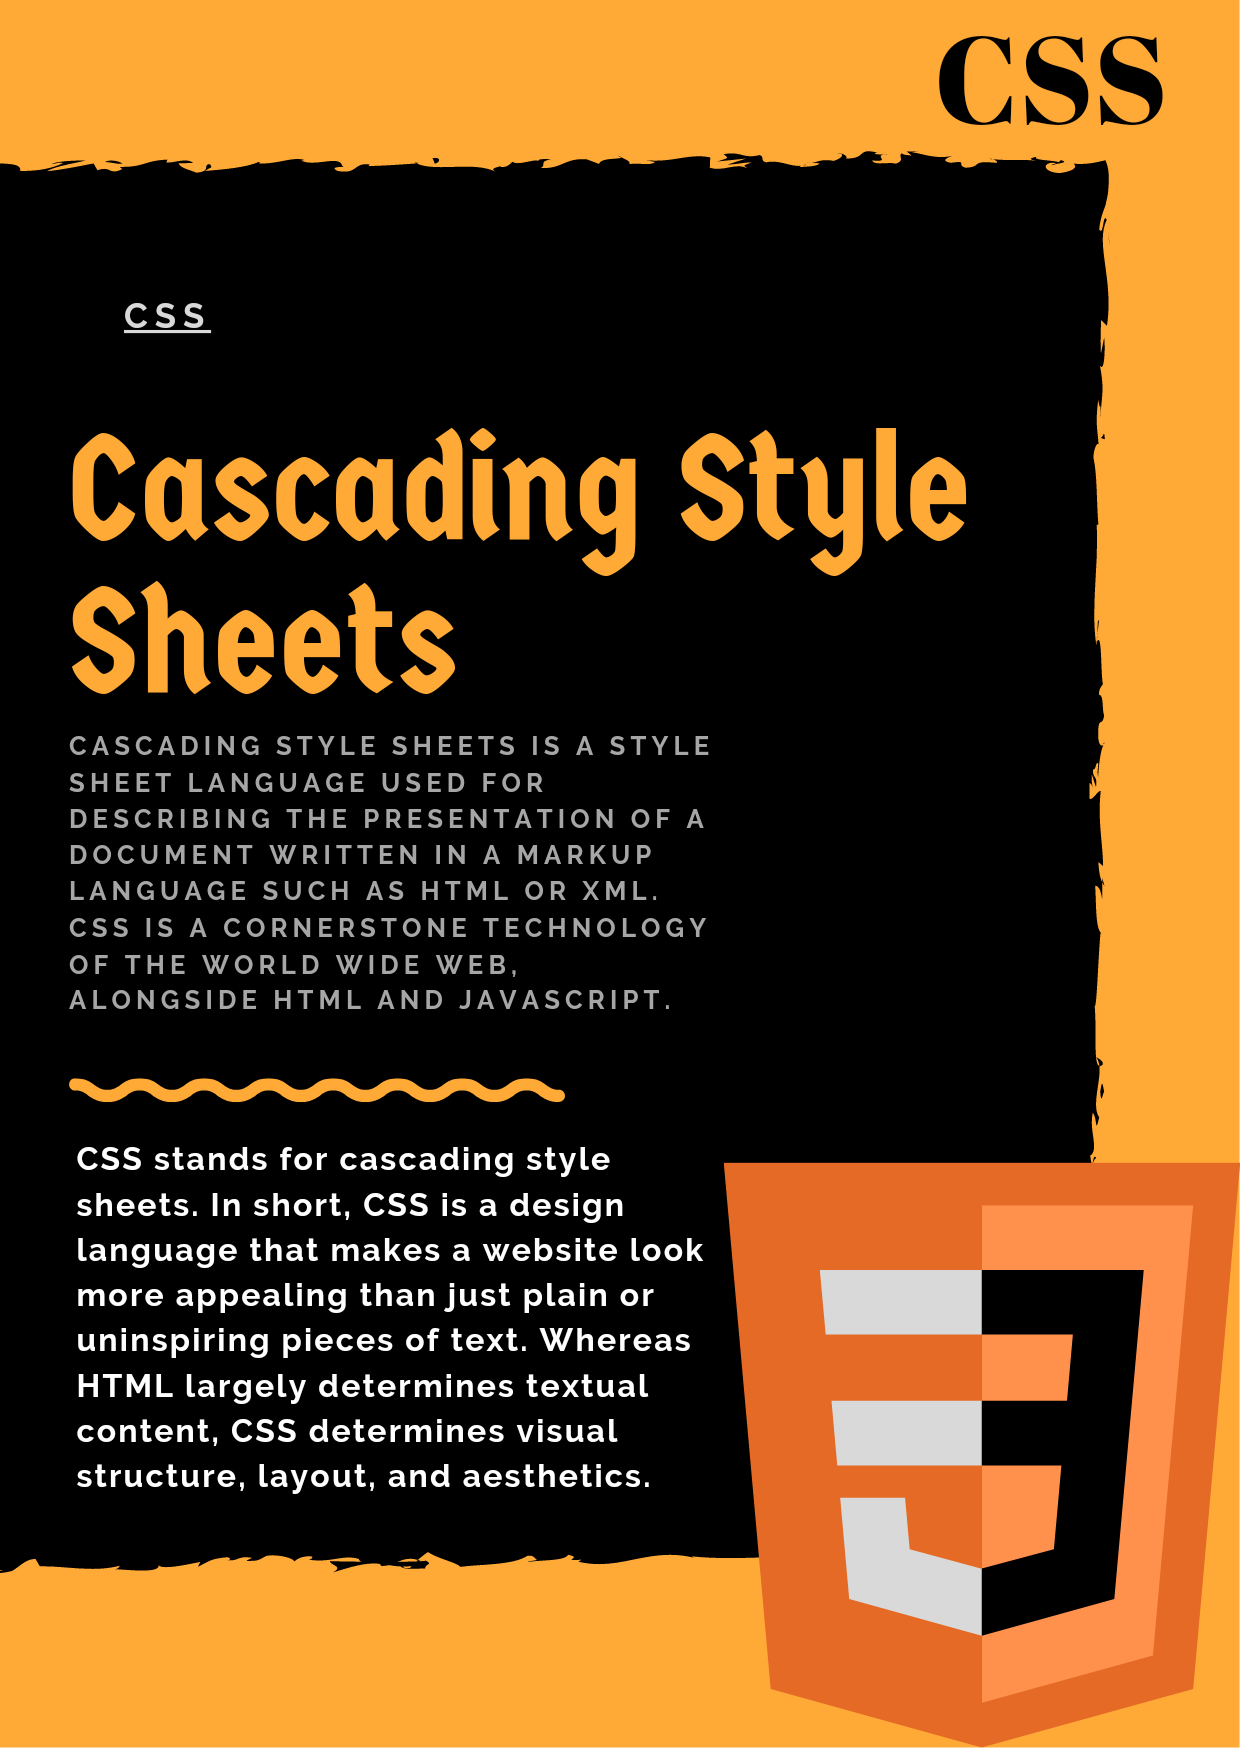 CSS
CSS
Cascading Style
Sheets
CASCADING STYLE SHEETS IS A STYLE
SHEET LANGUAGE USED FOR
DESCRIBING THE PRESENTATION OF A
DOCUMENT WRITTEN IN A MARKUP
LANGUAGE SUCH AS HTML OR XML.
CSS IS A CORNERSTONE TECHNOLOGY
OF THE WORLD WIDE WEB,
ALONGSIDE HTML AND JAVASCRIPT.
CSS stands for cascading style
sheets. In short, CSS is a design
language that makes a website look
more appealing than just plain or
uninspiring pieces of text. Whereas
HTML largely determines textual
content, CSS determines visual
structure, layout, and aesthetics.
3